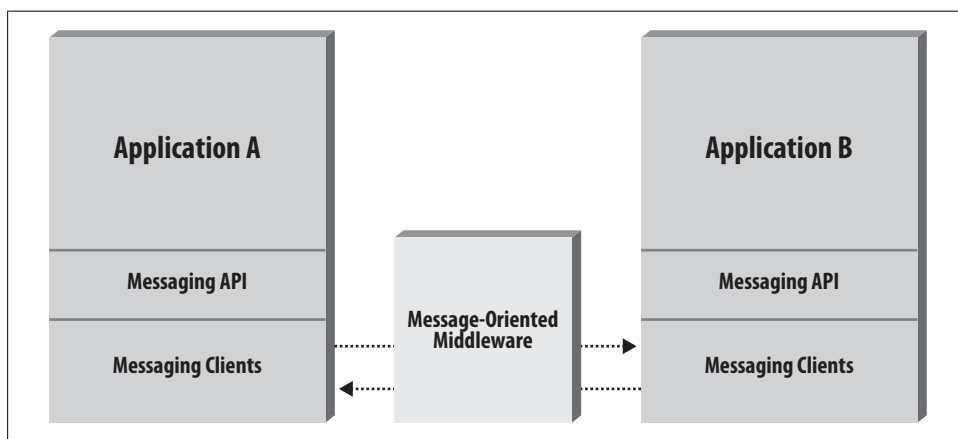 Application A
Messaging API
Messaging Clients
Message-Oriented
Middleware
Application B
Messaging API
Messaging Clients